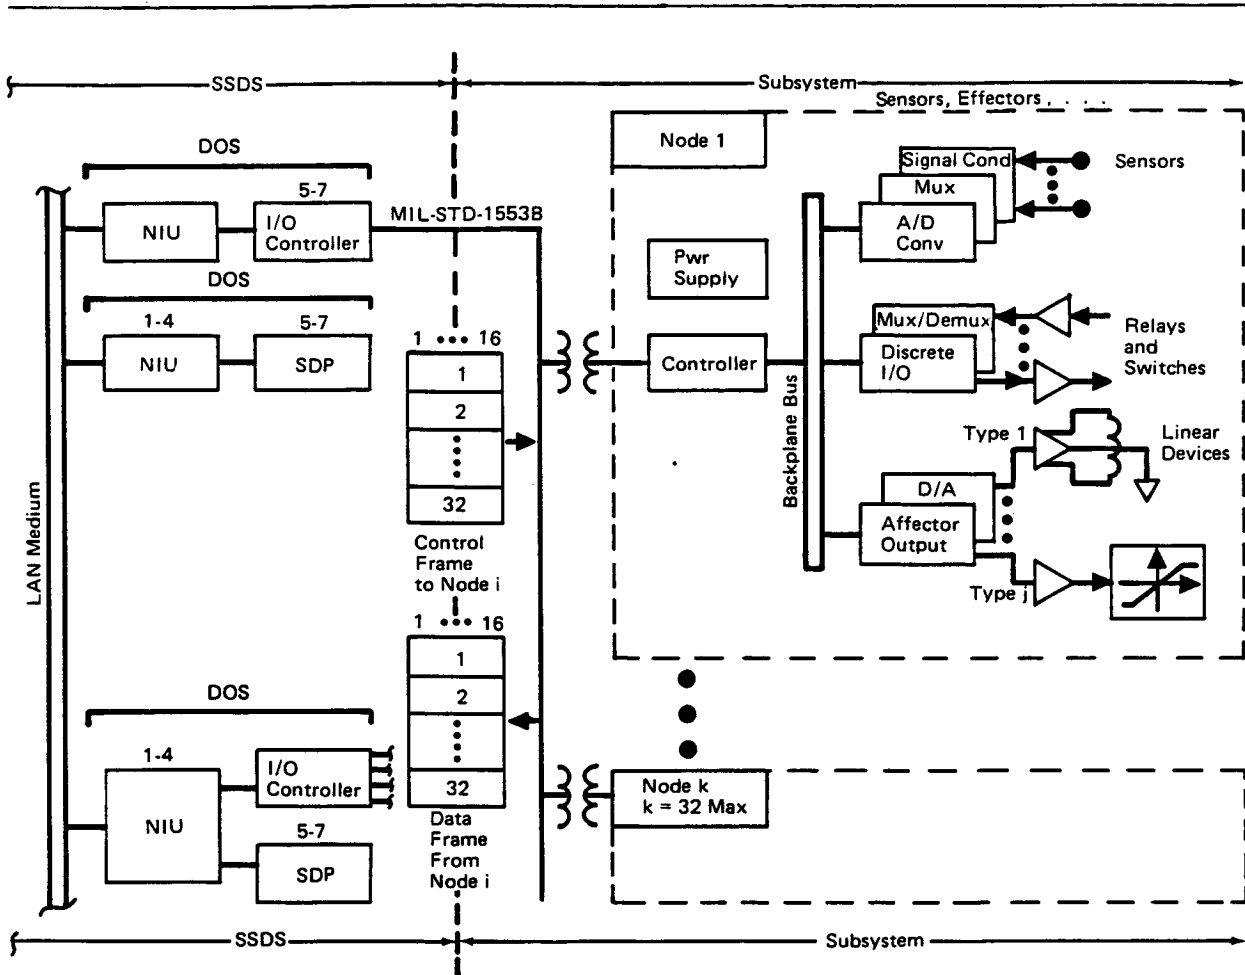 SSDS
Subsystem
Sensors, Effectors, . . . .
DOS
5-7
NIU
I/O
Controller
MIL-STD-1553B
DOS
1-4
5-7
NIU
SDP
1 ••• 16
1
2
32
Control
Frame
to Node i
1 ••• 16
1
2
32
Data
Frame
From
Node i
LAN Medium
DOS
1-4
NIU
I/O
Controller
5-7
SDP
Node 1
Pwr
Supply
Controller
Backplane Bus
Signal Cond
Mux
A/D
Conv
Sensors
Mux/Demux
Discrete
I/O
Relays
and
Switches
Type 1
Linear
Devices
D/A
Affector
Output
Type j
Node k
k = 32 Max
SSDS
Subsystem